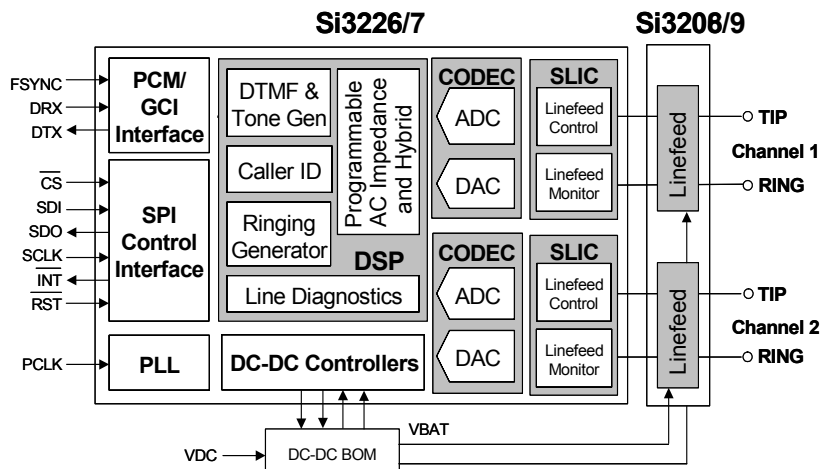 Si3226/7
Si3208/9
FSYNC
DRX
DTX
PCM/
GCI
Interface
CS
SDI
SDO
SCLK
INT
RST
SPI
Control
Interface
PCLK
PLL
DTMF &
Tone Gen
Caller ID
Ringing
Generator
Programmable
AC Impedance
and Hybrid
DSP
Line Diagnostics
DC-DC Controllers
CODEC
ADC
DAC
SLIC
Linefeed
Control
Linefeed
Monitor
Linefeed
TIP
Channel 1
RING
CODEC
ADC
DAC
SLIC
Linefeed
Control
Linefeed
Monitor
Linefeed
TIP
Channel 2
RING
VDC
DC-DC BOM
VBAT